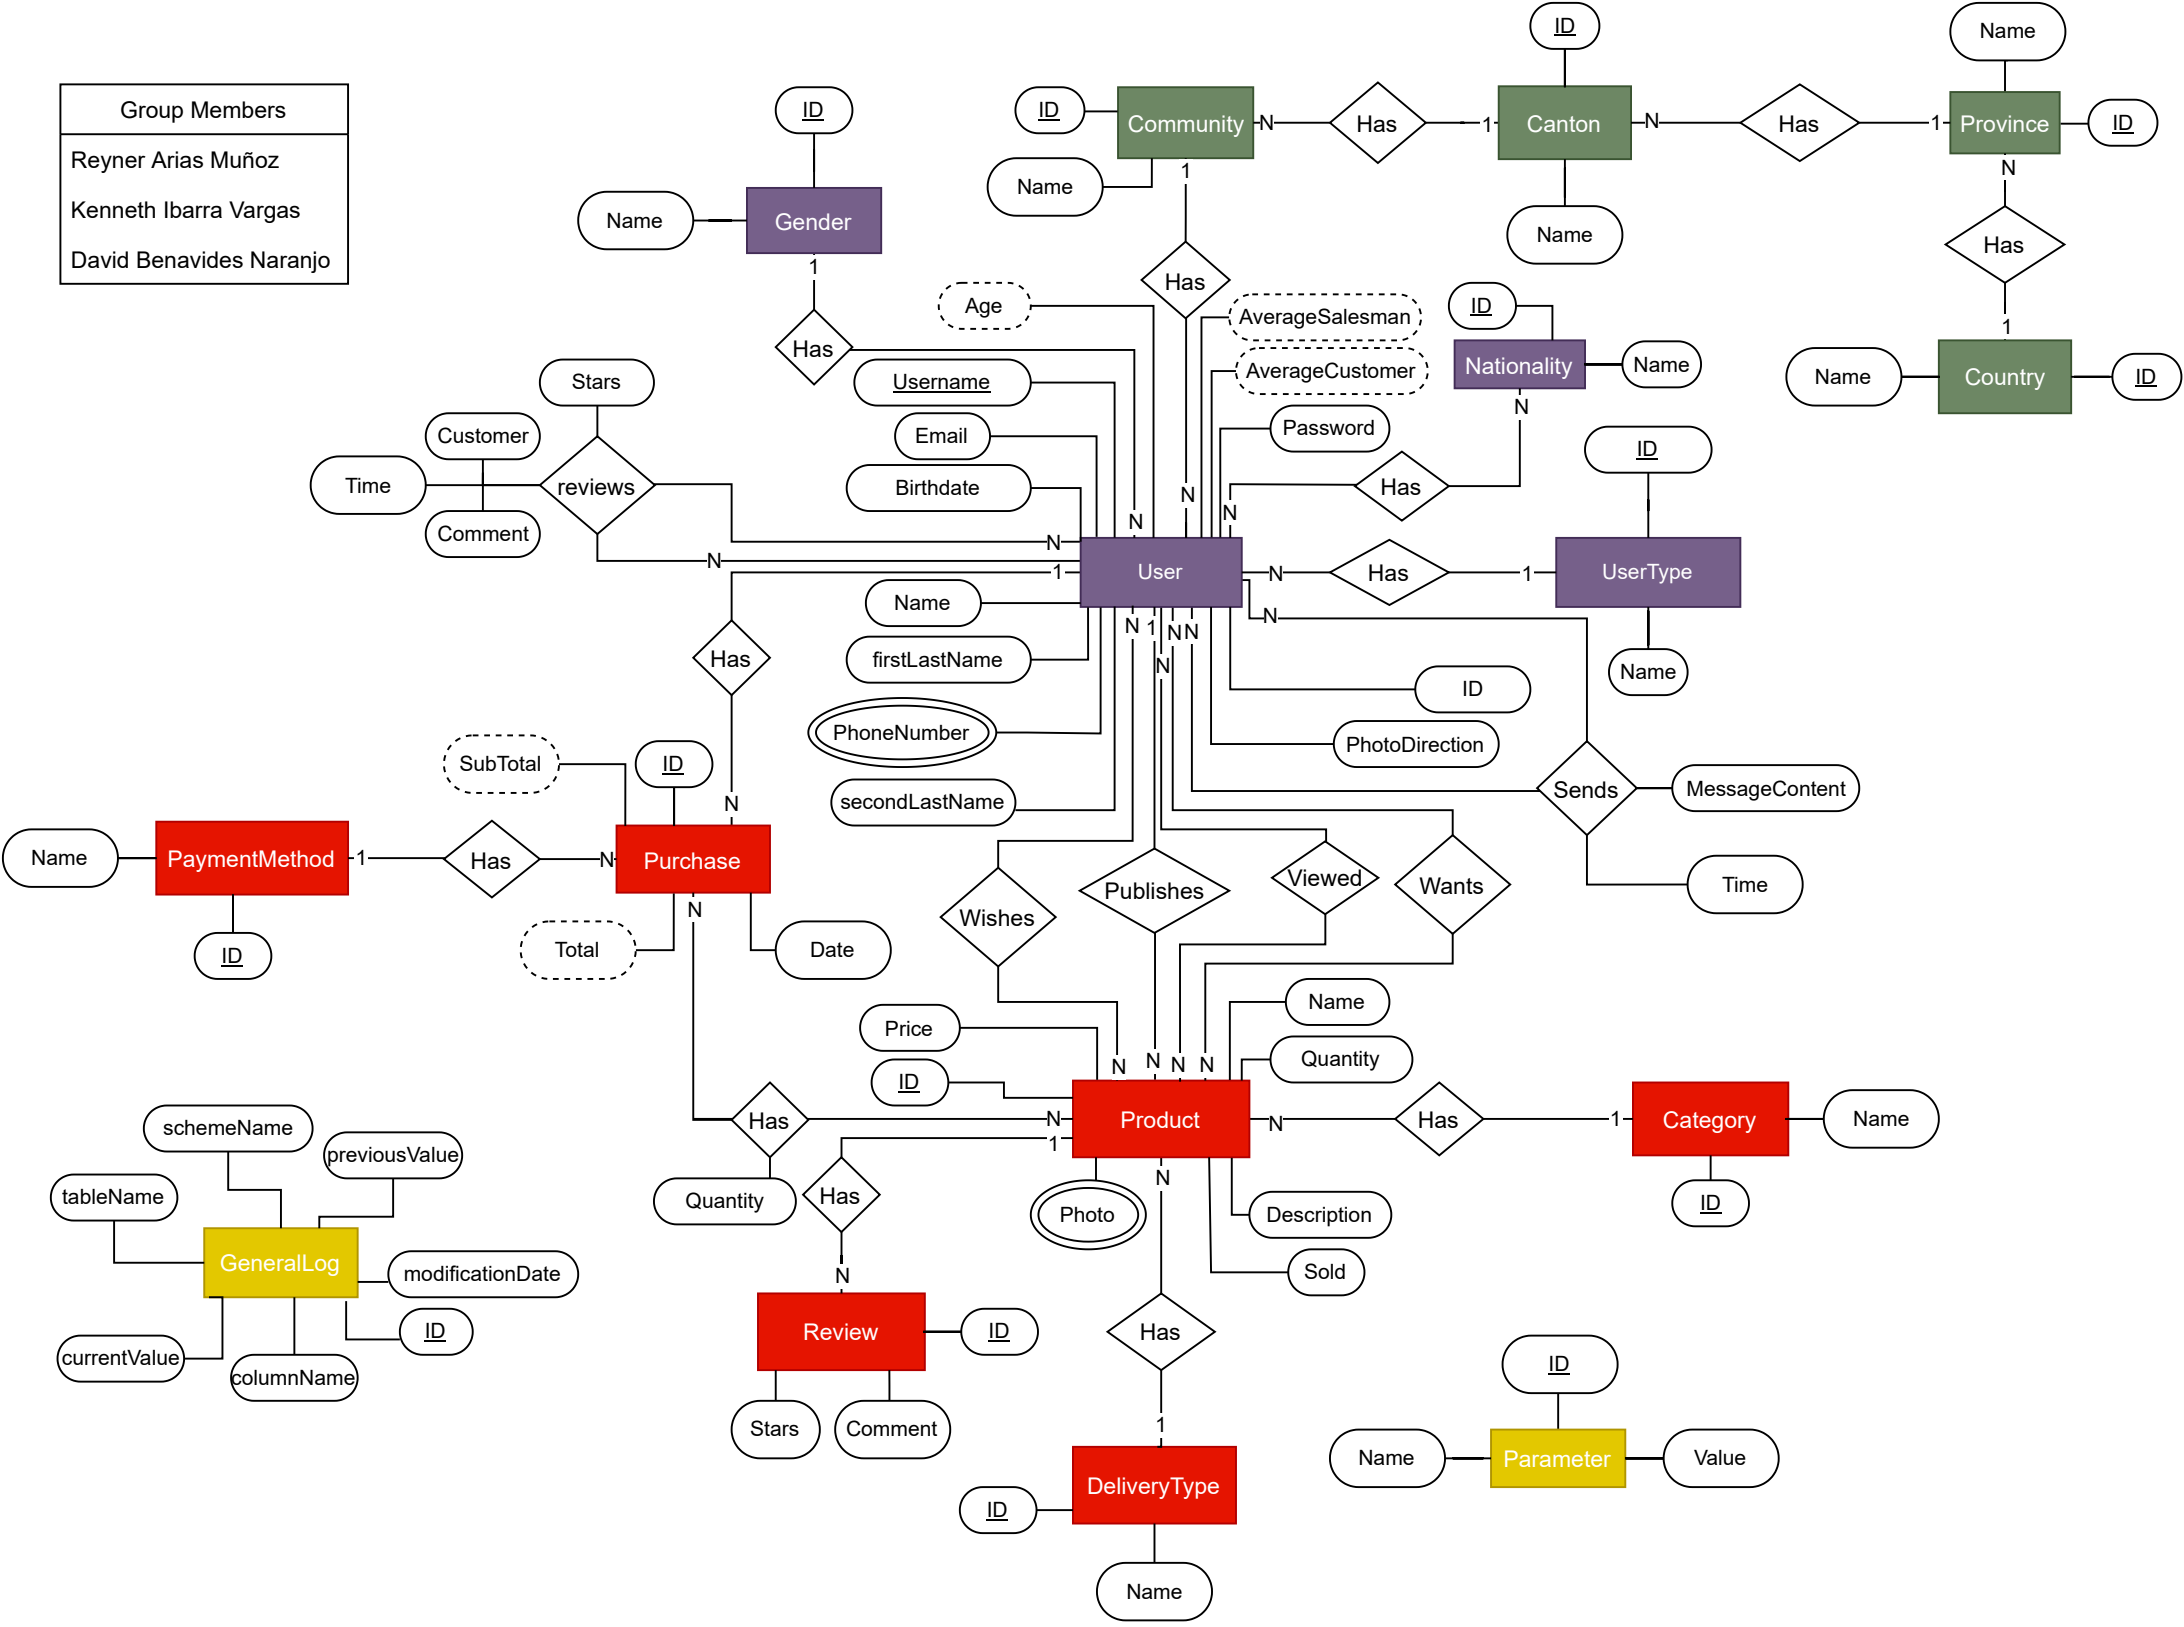 ID
Name
Group Members
Reyner Arias Muñoz
Kenneth Ibarra Vargas
David Benavides Naranjo
ID
ID
Community
N
Has
1
Canton
N
Has
1
Province
ID
Name
Name
Gender
Name
1
Name
N
Has
1
Has
Age
Has
AverageSalesman
ID
1
Country
Name
ID
Has
Stars
Username
AverageCustomer
Nationality
Name
N
Customer
Email
Password
ID
Time
reviews
Birthdate
Has
N
N
N
Comment
N
N
1
User
N
Has
1
UserType
Name
N
1
N
N
N
N
Has
firstLastName
N
Name
ID
PhoneNumber
PhotoDirection
SubTotal
ID
Sends
MessageContent
secondLastName
N
Name
PaymentMethod
1
Has
N
Purchase
Publishes
Viewed
Wants
Time
Wishes
N
ID
Total
Date
Name
Price
Quantity
N
N
N
N
ID
schemeName
Has
N
Product
N
Has
1
Category
Name
1
previousValue
tableName
Quantity
Has
N
Photo
Description
ID
GeneralLog
modificationDate
N
Sold
ID
Review
ID
Has
currentValue
columnName
ID
Stars
Comment
1
Name
Parameter
Value
DeliveryType
ID
Name